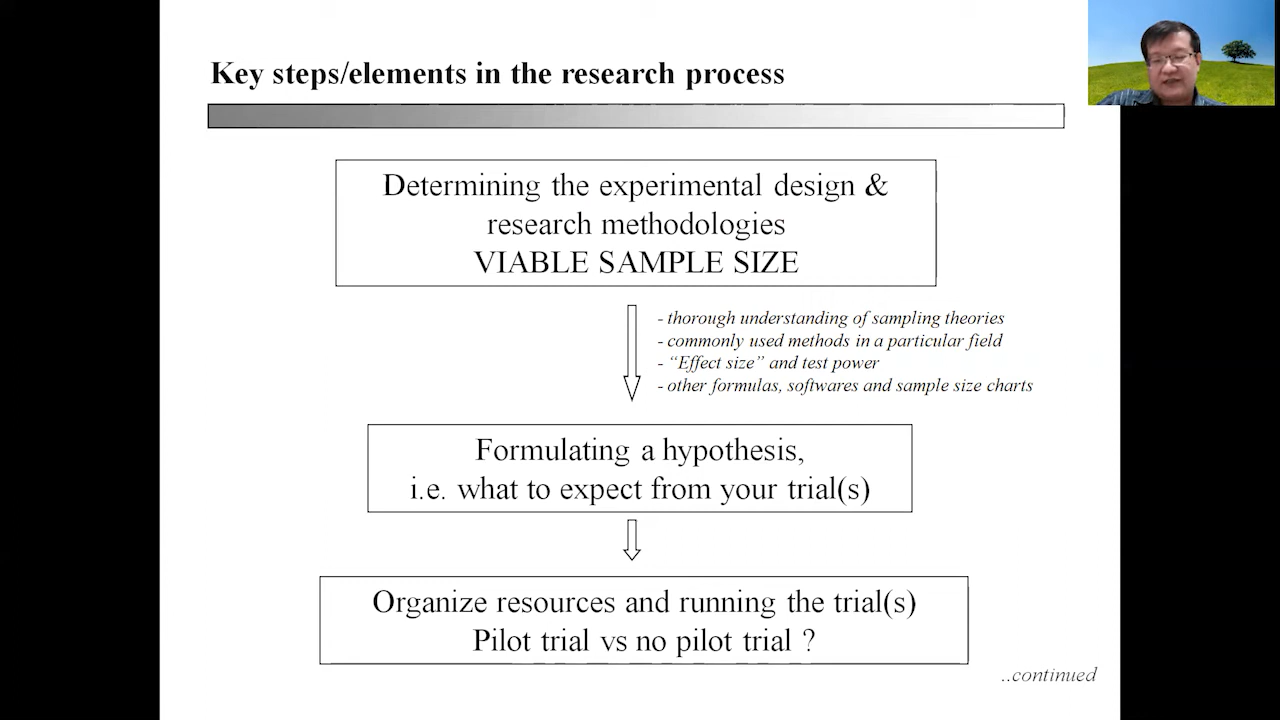 Key steps/elements in the research process
Determining the experimental design &
research methodologies
VIABLE SAMPLE SIZE
- thorough understanding of sampling theories
- commonly used methods in a particular field
- “Effect size” and test power
- other formulas, softwares and sample size charts
Formulating a hypothesis,
i.e. what to expect from your trial(s)
Organize resources and running the trial(s)
Pilot trial vs no pilot trial ?
..continued